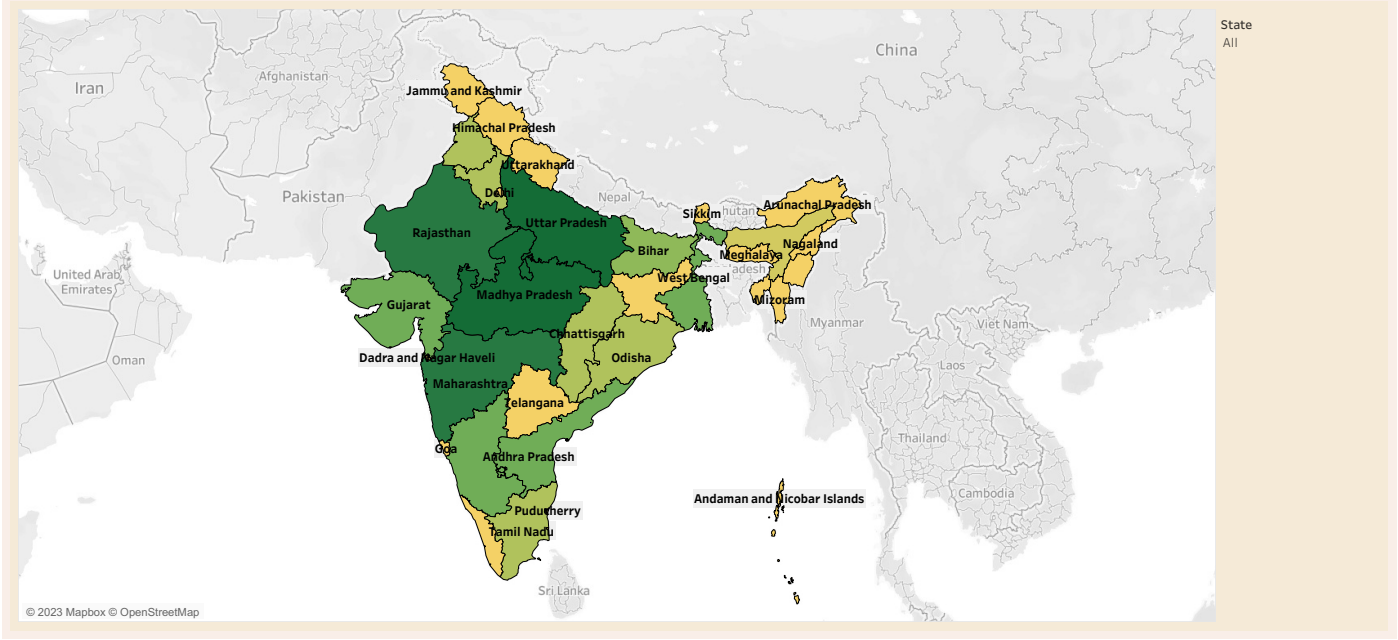 State
All
China
Afghanistan
Iran
Jammu and Kashmir
Himachal Pradesh
Uttarakhand
Pakistan
Delhi
Nepal
Arunachal Pradesh
Sikkim
hutan
Uttar Pradesh
Rajasthan
Bihar
Nagaland
Meghalaya
adesh
United Arab
Emirates
West Bengal
Madhya Pradesh
Mizoram
Gujarat
Myanmar
Viet Nam
Chhattisgarh
Oman
Dadra and Nagar Haveli
Odisha
Laos
Maharashtra
Telangana
Thailand
Goa
Andhra Pradesh
Cambodia
Andaman and Nicobar Islands
Puducherry
Tamil Nadu
Sri Lanka
© 2023 Mapbox © OpenStreetMap